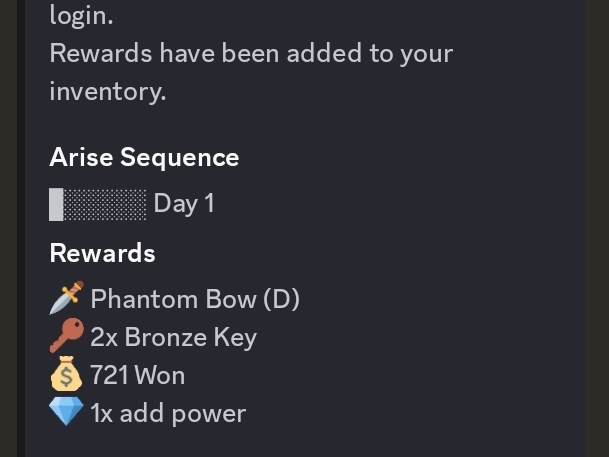 login.
Rewards have been added to your
inventory.
Arise Sequence
Day 1
Rewards
Phantom Bow (D)
2x Bronze Key
721 Won
1x add power